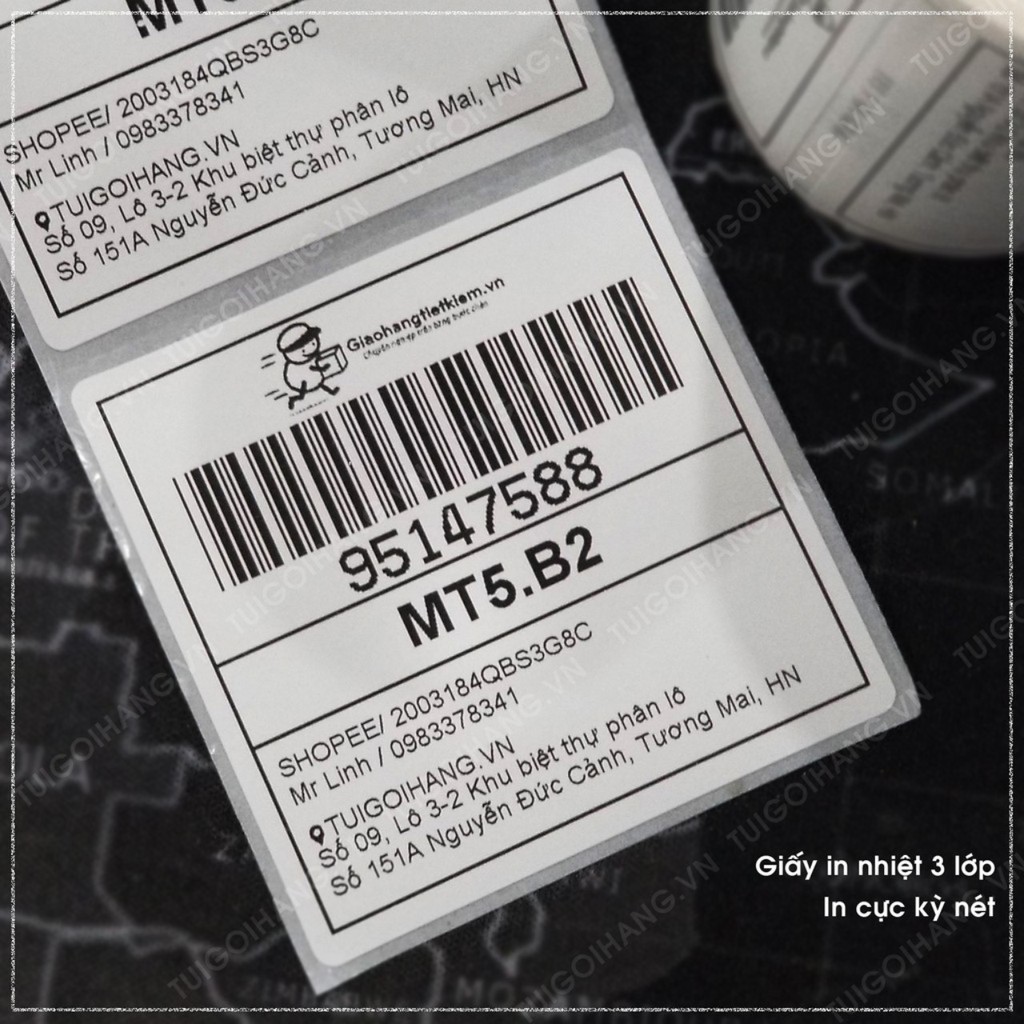 SHOPEE/ 2003184QBS3G8C
Mr Linh / 0983378341
TUIGOIHANG.VN
Số 09, Lô 3-2 Khu biệt thự phân lô
Số 151A Nguyễn Đức Cảnh, Tương Mai, HN
Giaohangtietkiem.vn
95147588
MT5.B2
SHOPEE/ 2003184QBS3G8C
Mr Linh / 0983378341
TUIGOIHANG.VN
Số 09, Lô 3-2 Khu biệt thự phân lô
Số 151A Nguyễn Đức Cảnh, Tương Mai, HN
Giấy in nhiệt 3 lớp
In cực kỳ nét
TUIGOIHANG.VN